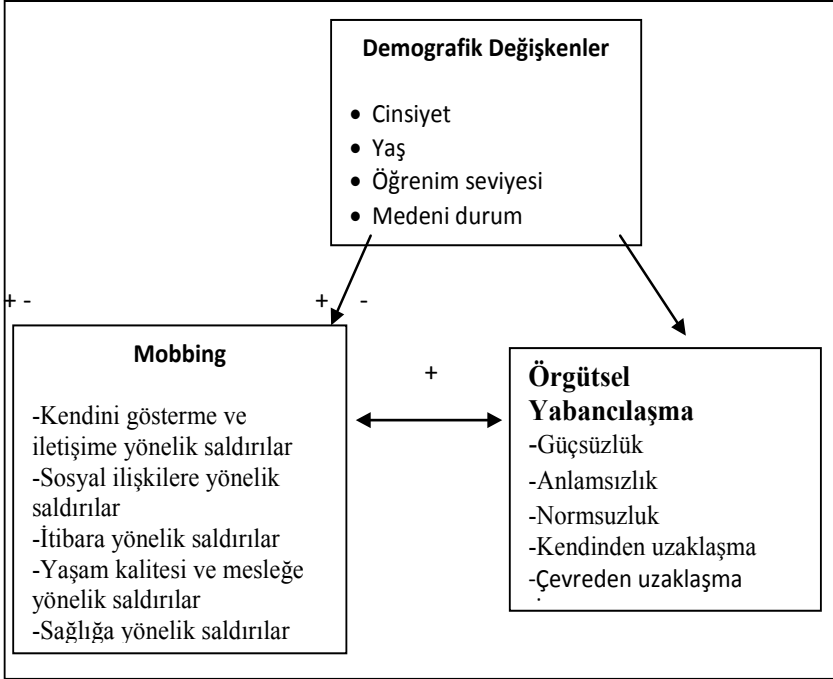 Demografik Değişkenler
• Cinsiyet
• Yaş
• Öğrenim seviyesi
• Medeni durum
+ -
+ -
Mobbing
-Kendini gösterme ve
iletişime yönelik saldırılar
-Sosyal ilişkilere yönelik
saldırılar
-İtibara yönelik saldırılar
-Yaşam kalitesi ve mesleğe
yönelik saldırılar
-Sağlığa yönelik saldırılar
+
Örgütsel
Yabancılaşma
-Güçsüzlük
-Anlamsızlık
-Normsuzluk
-Kendinden uzaklaşma
-Çevreden uzaklaşma